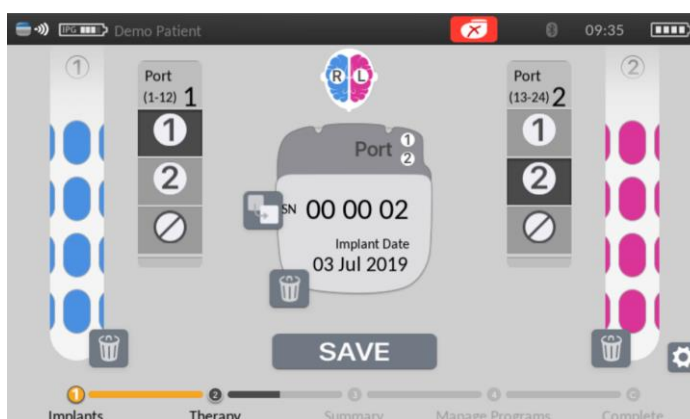 IPG Demo Patient 09:35
1 Port Port 2
(1-12) 1 R L (13-24) 2
1 Port 1 1
2 2 2
SN 00 00 02
Implant Date
03 Jul 2019
SAVE
1 2 3 4 C
Implants Therapy Summary Manage Programs Complete